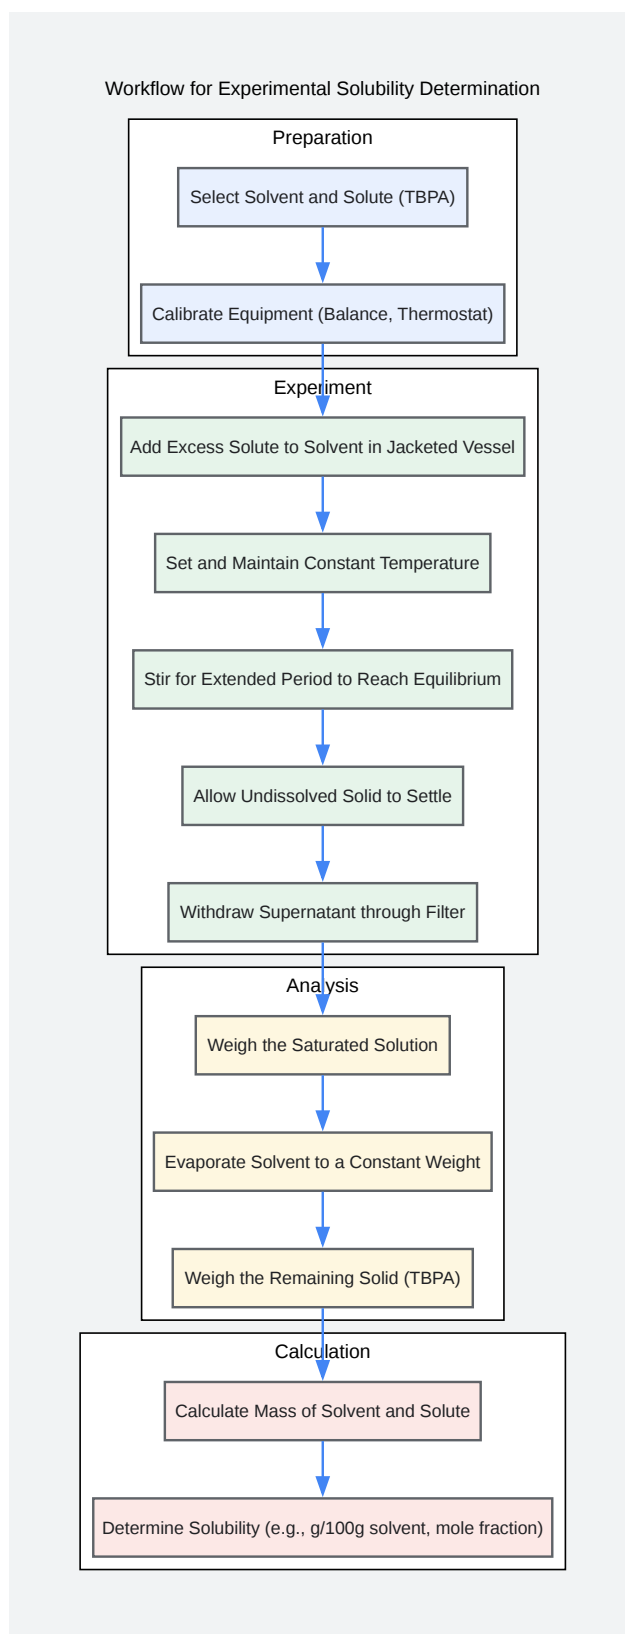 Workflow for Experimental Solubility Determination
Preparation
Select Solvent and Solute (TBPA)
Calibrate Equipment (Balance, Thermostat)
Experiment
Add Excess Solute to Solvent in Jacketed Vessel
Set and Maintain Constant Temperature
Stir for Extended Period to Reach Equilibrium
Allow Undissolved Solid to Settle
Withdraw Supernatant through Filter
Analysis
Weigh the Saturated Solution
Evaporate Solvent to a Constant Weight
Weigh the Remaining Solid (TBPA)
Calculation
Calculate Mass of Solvent and Solute
Determine Solubility (e.g., g/100g solvent, mole fraction)